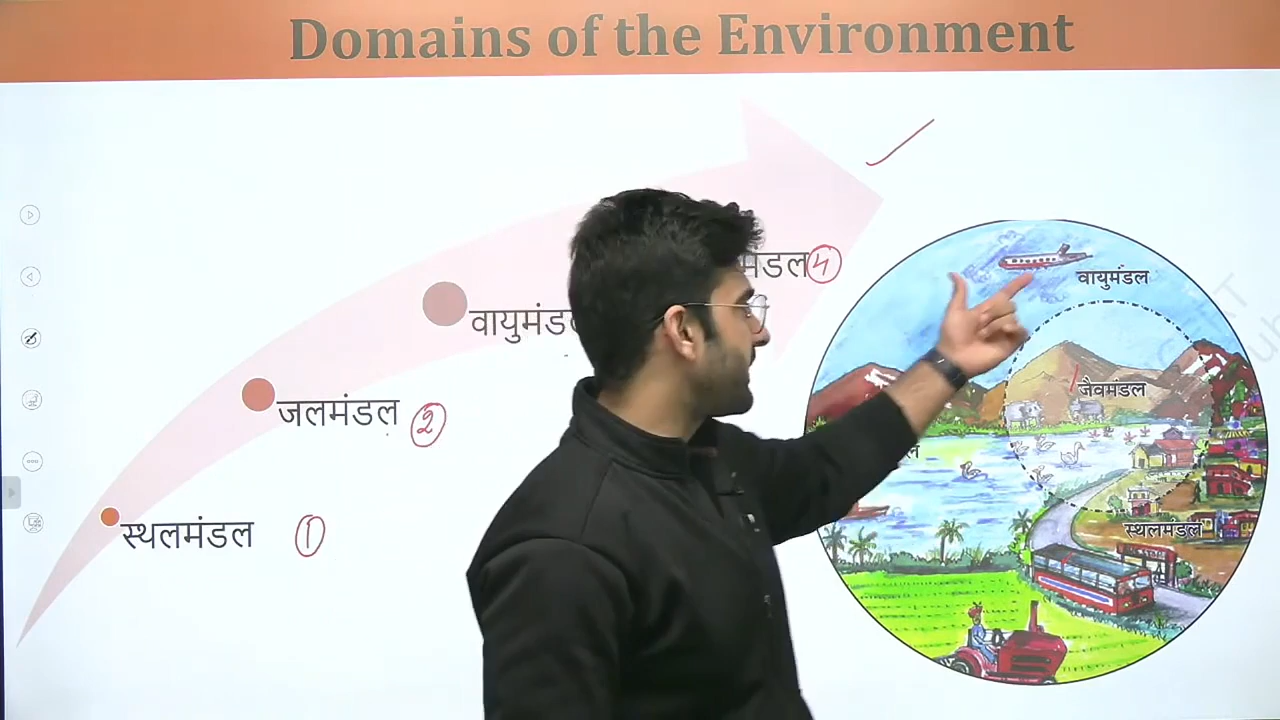 Domains of the Environment
मंडल 4
वायुमंड
जलमंडल 2
स्थलमंडल 1
वायुमंडल
जैवमंडल
स्थलमंडल